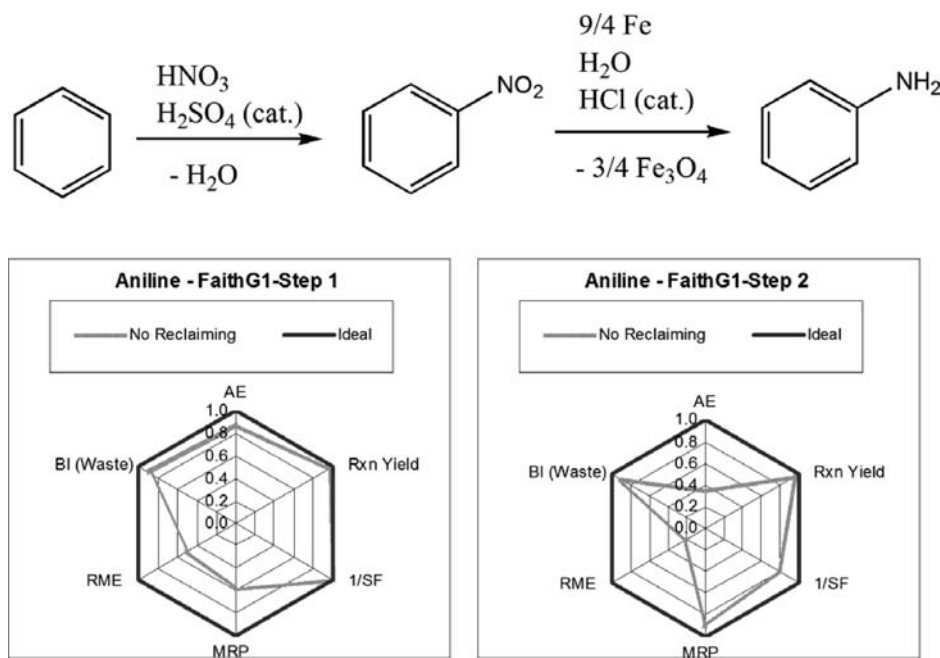 HNO₃
H₂SO₄ (cat.)
- H₂O
NO₂
9/4 Fe
H₂O
HCl (cat.)
- 3/4 Fe₃O₄
NH₂
Aniline - FaithG1-Step 1
No Reclaiming
Ideal
AE
1.0
0.8
0.6
0.4
0.2
0.0
BI (Waste)
Rxn Yield
RME
1/SF
MRP
Aniline - FaithG1-Step 2
No Reclaiming
Ideal
AE
1.0
0.8
0.6
0.4
0.2
0.0
BI (Waste)
Rxn Yield
RME
1/SF
MRP